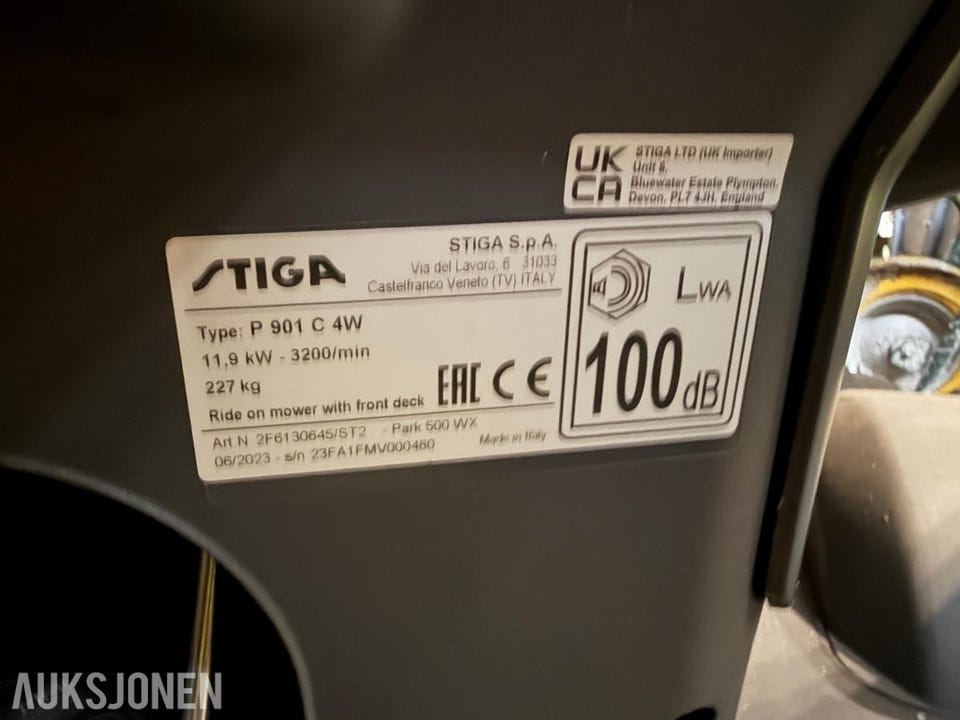 UK
CA
STIGA LTD (UK Importer)
Unit 6,
Bluewater Estate Plympton,
Devon, PL7 4JH, England
STIGA
STIGA S.p.A.
Via del Lavoro, 6 31033
Castelfranco Veneto (TV) ITALY
Type: P 901 C 4W
11,9 kW - 3200/min
227 kg
Ride on mower with front deck
EAC CE
Art N 2F6130645/ST2 - Park 500 WX
06/2023 - s/n 23FA1FMV000480
Made in Italy
LWA
100 dB
AUKSJONEN